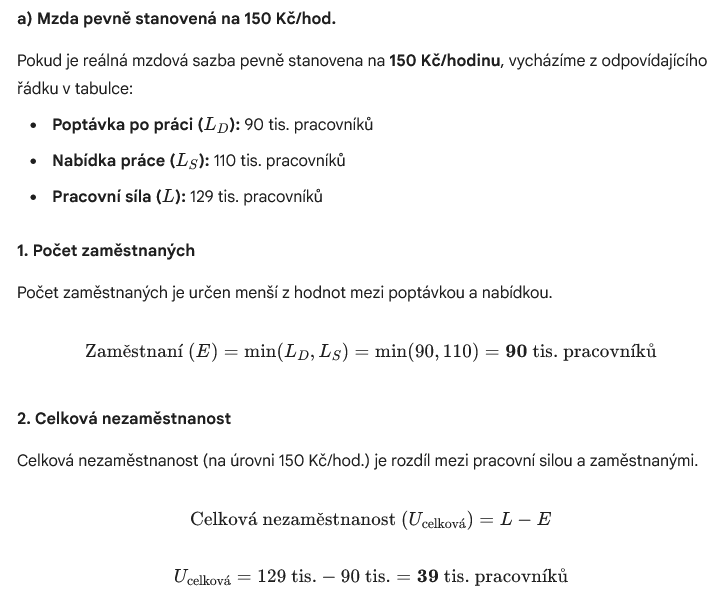 a) Mzda pevně stanovená na 150 Kč/hod.
Pokud je reálná mzdová sazba pevně stanovena na 150 Kč/hodinu, vycházíme z odpovídajícího
řádku v tabulce:
• Poptávka po práci (L_D): 90 tis. pracovníků
• Nabídka práce (L_S): 110 tis. pracovníků
• Pracovní síla (L): 129 tis. pracovníků
1. Počet zaměstnaných
Počet zaměstnaných je určen menší z hodnot mezi poptávkou a nabídkou.
Zaměstnaní (E) = min(L_D, L_S) = min(90, 110) = 90 tis. pracovníků
2. Celková nezaměstnanost
Celková nezaměstnanost (na úrovni 150 Kč/hod.) je rozdíl mezi pracovní silou a zaměstnanými.
Celková nezaměstnanost (U_celková) = L − E
U_celková = 129 tis. − 90 tis. = 39 tis. pracovníků